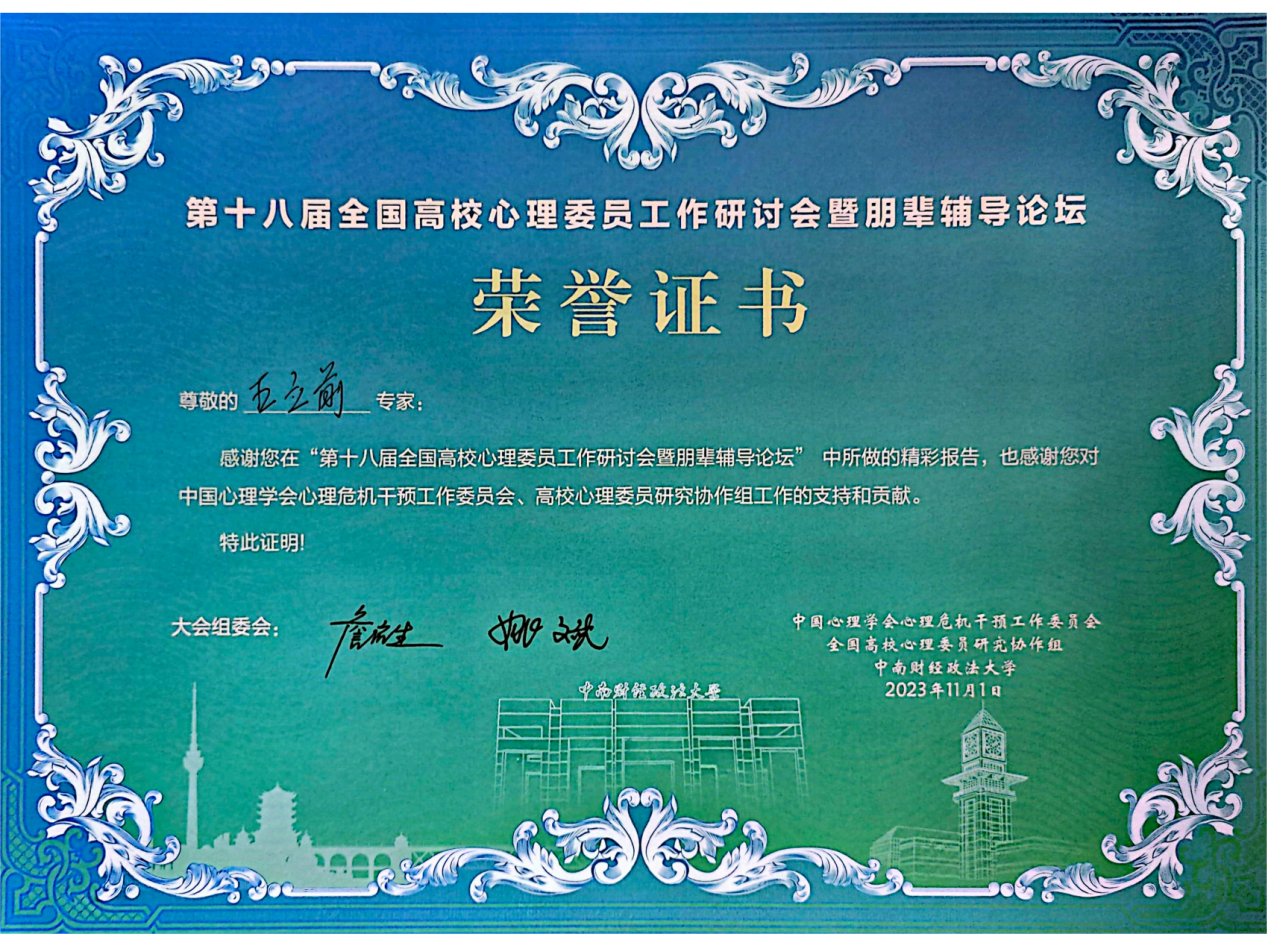 第十八届全国高校心理委员工作研讨会暨朋辈辅导论坛
荣誉证书
尊敬的 王立前 专家：
感谢您在“第十八届全国高校心理委员工作研讨会暨朋辈辅导论坛” 中所做的精彩报告，也感谢您对
中国心理学会心理危机干预工作委员会、高校心理委员研究协作组工作的支持和贡献。
特此证明!
大会组委会：
中国心理学会心理危机干预工作委员会
全国高校心理委员研究协作组
中南财经政法大学
2023年11月1日
中南财经政法大学